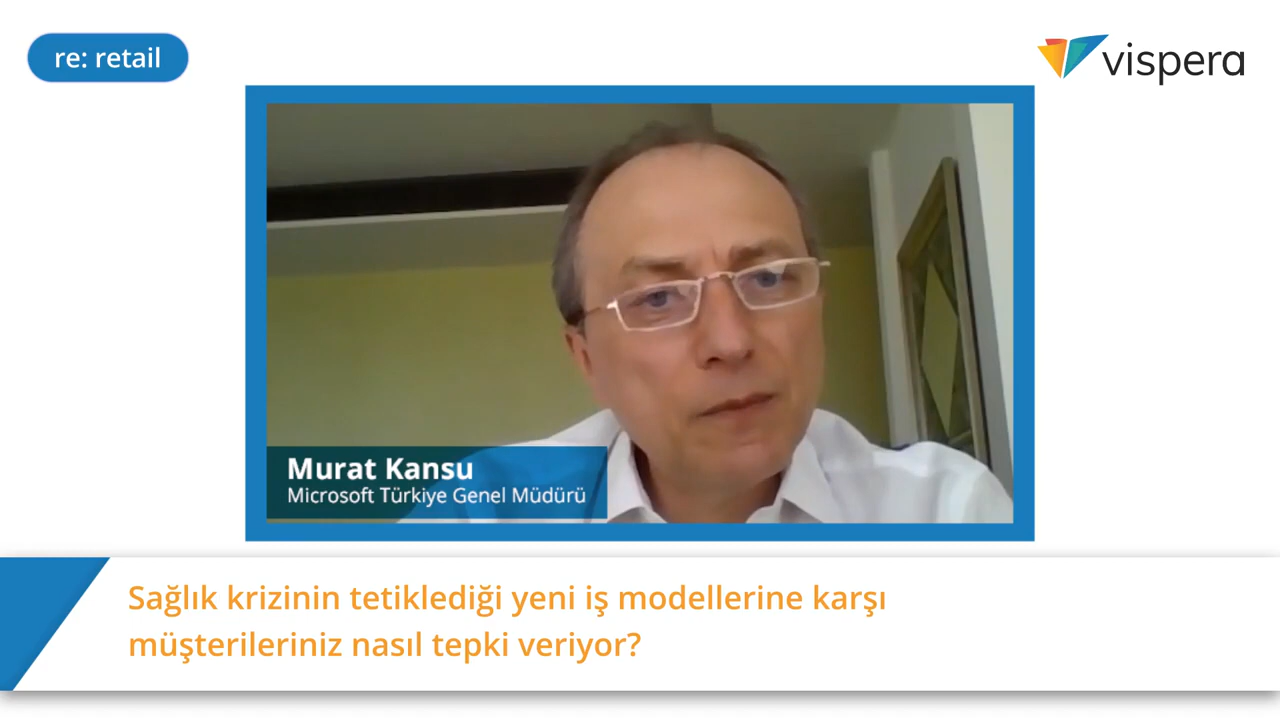 re: retail
vispera
Murat Kansu
Microsoft Türkiye Genel Müdürü
Sağlık krizinin tetiklediği yeni iş modellerine karşı
müşterileriniz nasıl tepki veriyor?